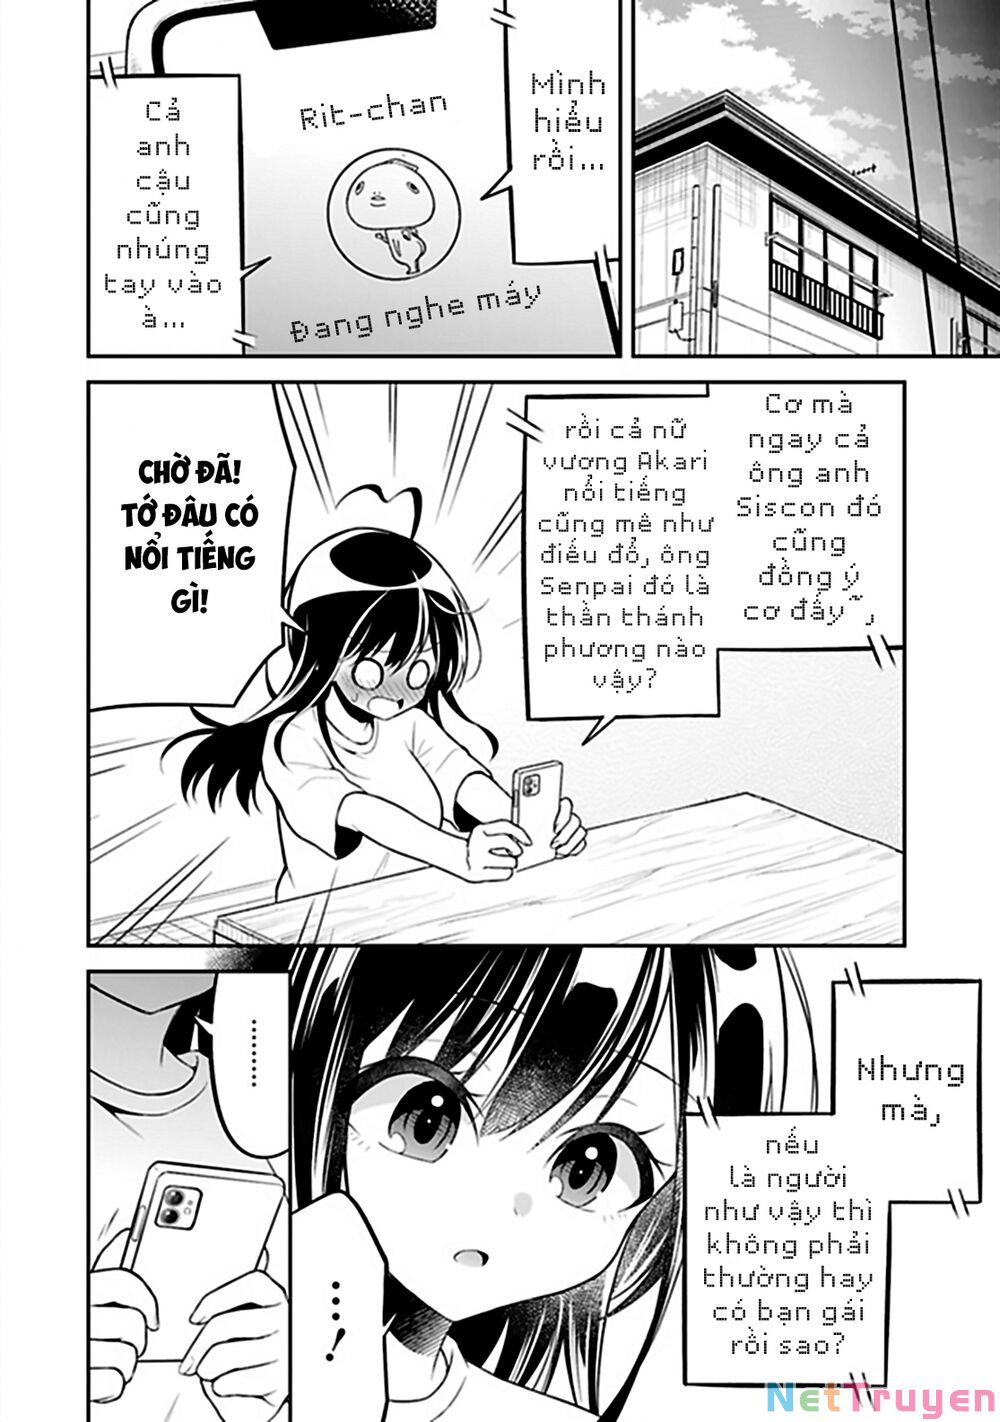 Mình
hiểu
rồi...
Rit-chan
Đang nghe máy
Cả
anh
cậu
cũng
nhúng
tay vào
à...
Cơ mà
ngay cả
ông anh
Siscon đó
cũng
đồng ý
cơ đấy~,
rồi cả nữ
vương Akari
nổi tiếng
cũng mê như
điếu đổ, ông
Senpai đó là
thần thánh
phương nào
vậy?
CHỜ ĐÃ!
TỚ ĐÂU CÓ
NỔI TIẾNG
GÌ!
Nhưng
mà,
nếu
là người
như vậy thì
không phải
thường hay
có bạn gái
rồi sao?
........
...!
NetTruyen